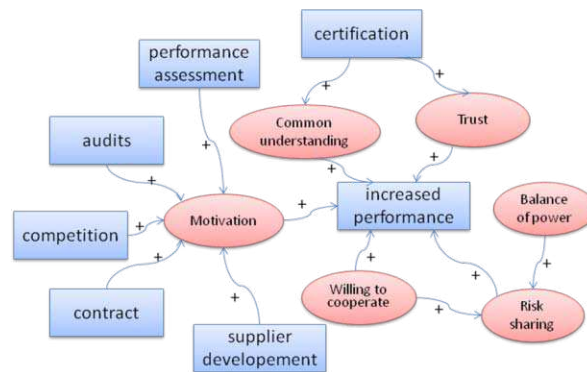 certification
performance
assessment
+
+
Common
understanding
Trust
audits
+
+
+
+
increased
performance
Motivation
+
Balance
of power
competition
+
+
+
+
+
Willing to
cooperate
+
Risk
sharing
contract
+
supplier
developement